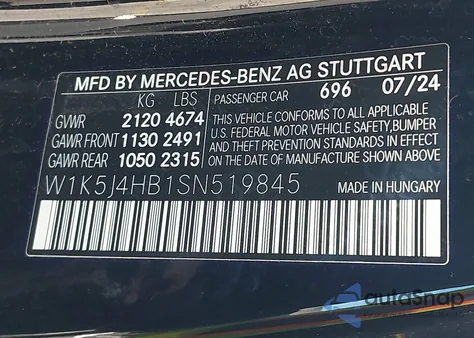 MFD BY MERCEDES-BENZ AG STUTTGART
KG LBS PASSENGER CAR 696 07/24
GVWR 2120 4674
GAWR FRONT 1130 2491
GAWR REAR 1050 2315
THIS VEHICLE CONFORMS TO ALL APPLICABLE
U.S. FEDERAL MOTOR VEHICLE SAFETY, BUMPER
AND THEFT PREVENTION STANDARDS IN EFFECT
ON THE DATE OF MANUFACTURE SHOWN ABOVE
W1K5J4HB1SN519845 MADE IN HUNGARY
autoSnap